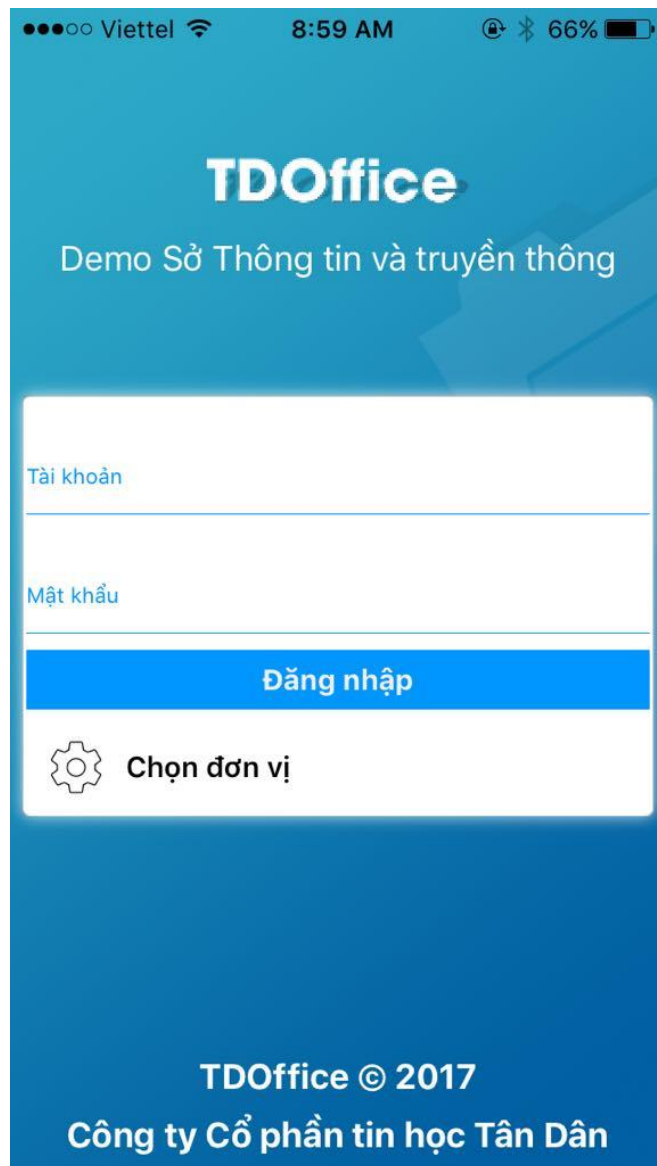 Viettel 8:59 AM 66%
TDOffice
Demo Sở Thông tin và truyền thông
Tài khoản
Mật khẩu
Đăng nhập
Chọn đơn vị
TDOffice © 2017
Công ty Cổ phần tin học Tân Dân